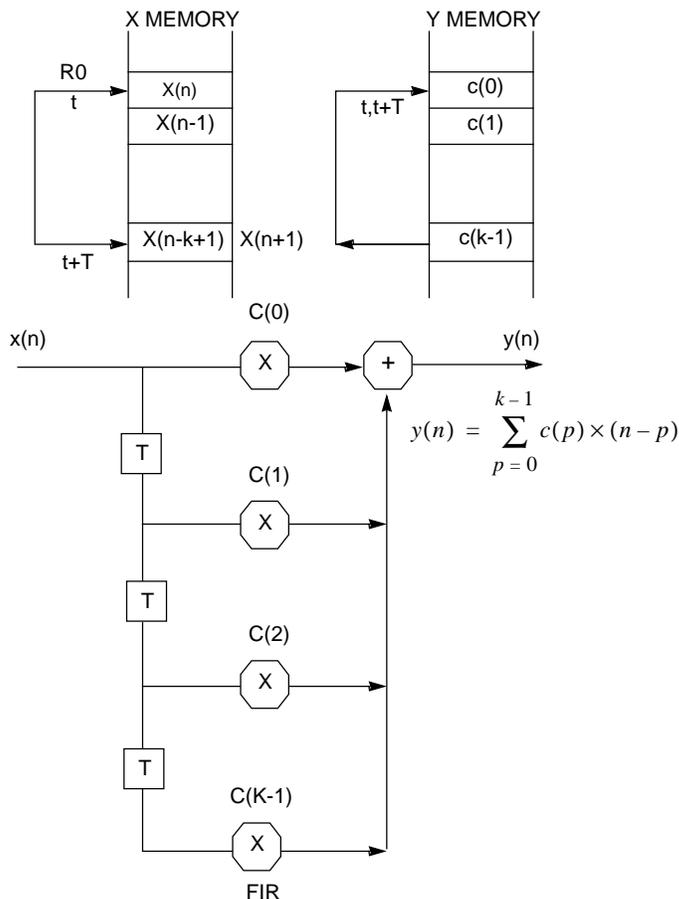 X MEMORY
Y MEMORY
R0
t
X(n)
X(n-1)
X(n-k+1)
X(n+1)
t+T
t,t+T
c(0)
c(1)
c(k-1)
x(n)
C(0)
X
+
y(n)
y(n) = k – 1 ∑ p = 0 c(p) × (n – p)
T
C(1)
X
T
C(2)
X
T
C(K-1)
X
FIR